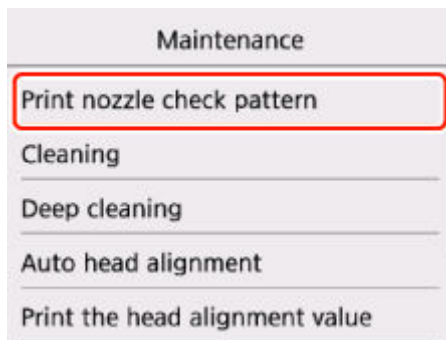 Maintenance
Print nozzle check pattern
Cleaning
Deep cleaning
Auto head alignment
Print the head alignment value